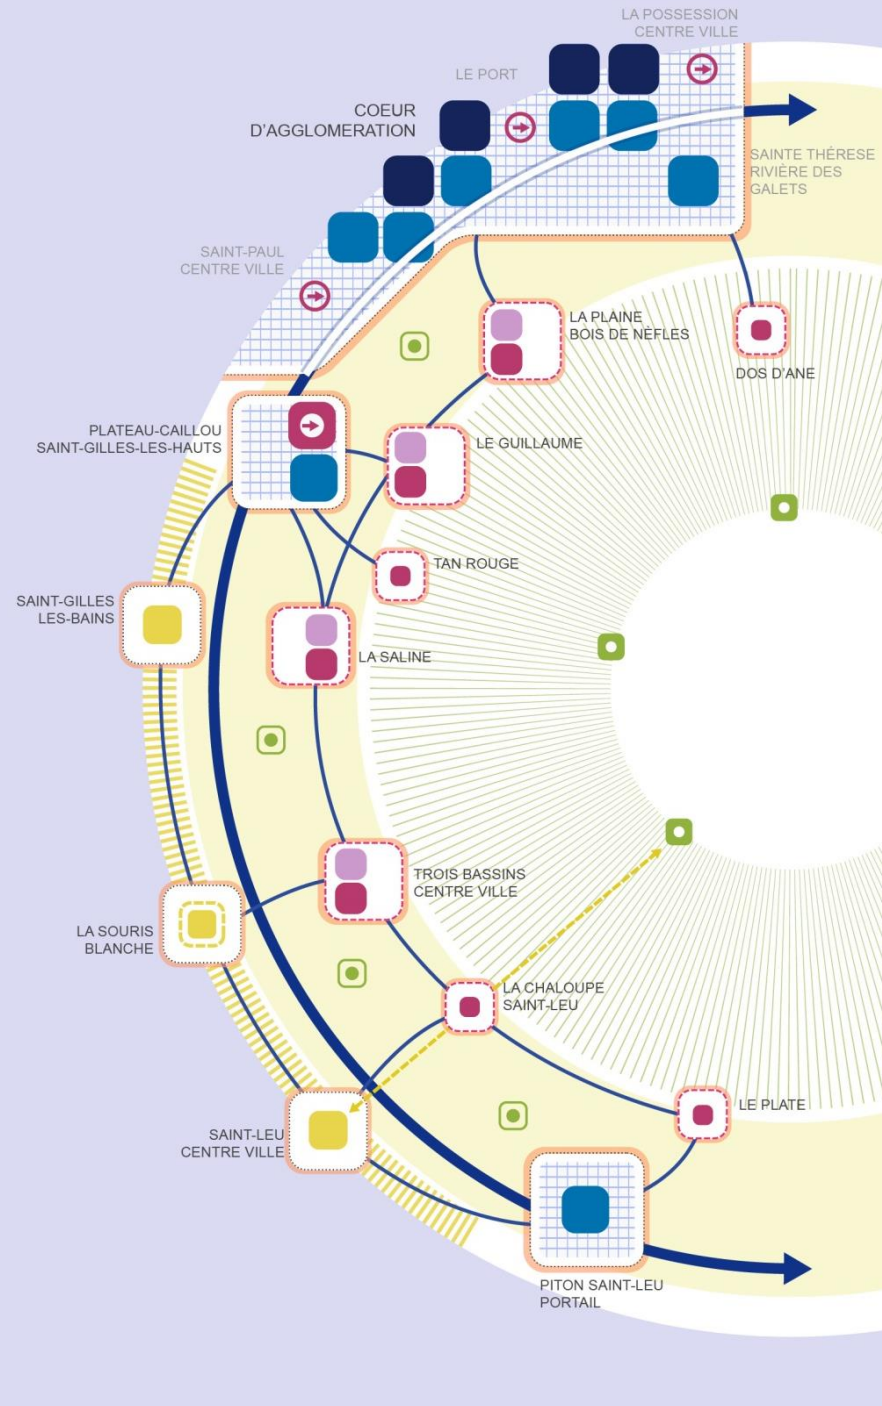 LA POSSESSION
CENTRE VILLE
LE PORT
COEUR
D'AGGLOMERATION
SAINTE THÉRESE
RIVIÈRE DES
GALETS
SAINT-PAUL
CENTRE VILLE
LA PLAINE
BOIS DE NÈFLES
DOS D'ANE
PLATEAU-CAILLOU
SAINT-GILLES-LES-HAUTS
LE GUILLAUME
TAN ROUGE
SAINT-GILLES
LES-BAINS
LA SALINE
TROIS BASSINS
CENTRE VILLE
LA SOURIS
BLANCHE
LA CHALOUPE
SAINT-LEU
LE PLATE
SAINT-LEU
CENTRE VILLE
PITON SAINT-LEU
PORTAIL